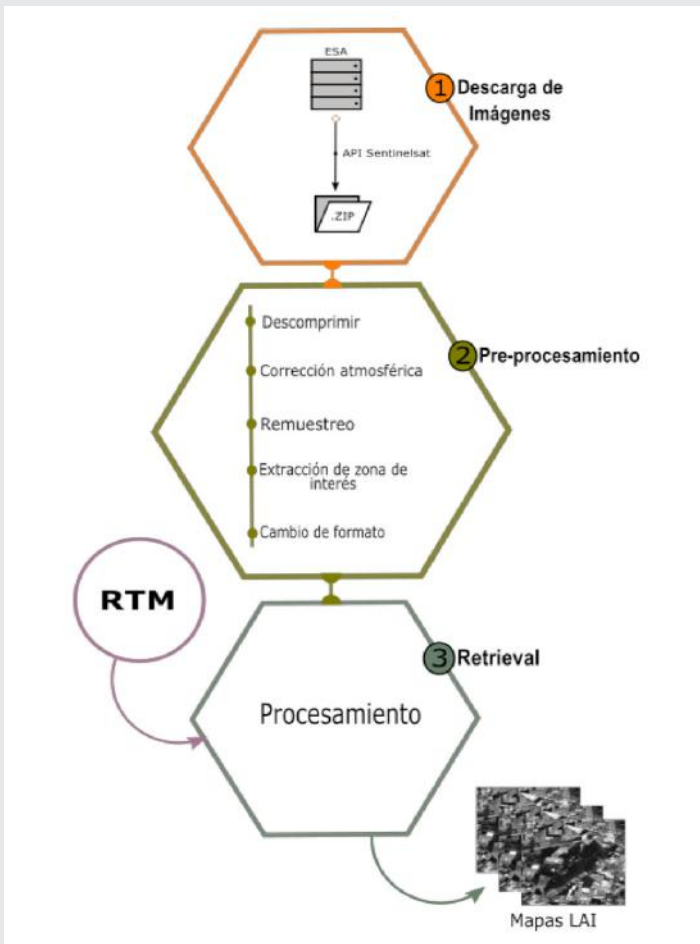 ESA
API Sentinelsat
.ZIP
1
Descarga de
Imágenes
Descomprimir
Corrección atmosférica
Remuestreo
Extracción de zona de
interés
Cambio de formato
2
Pre-procesamiento
RTM
3
Retrieval
Procesamiento
Mapas LAI